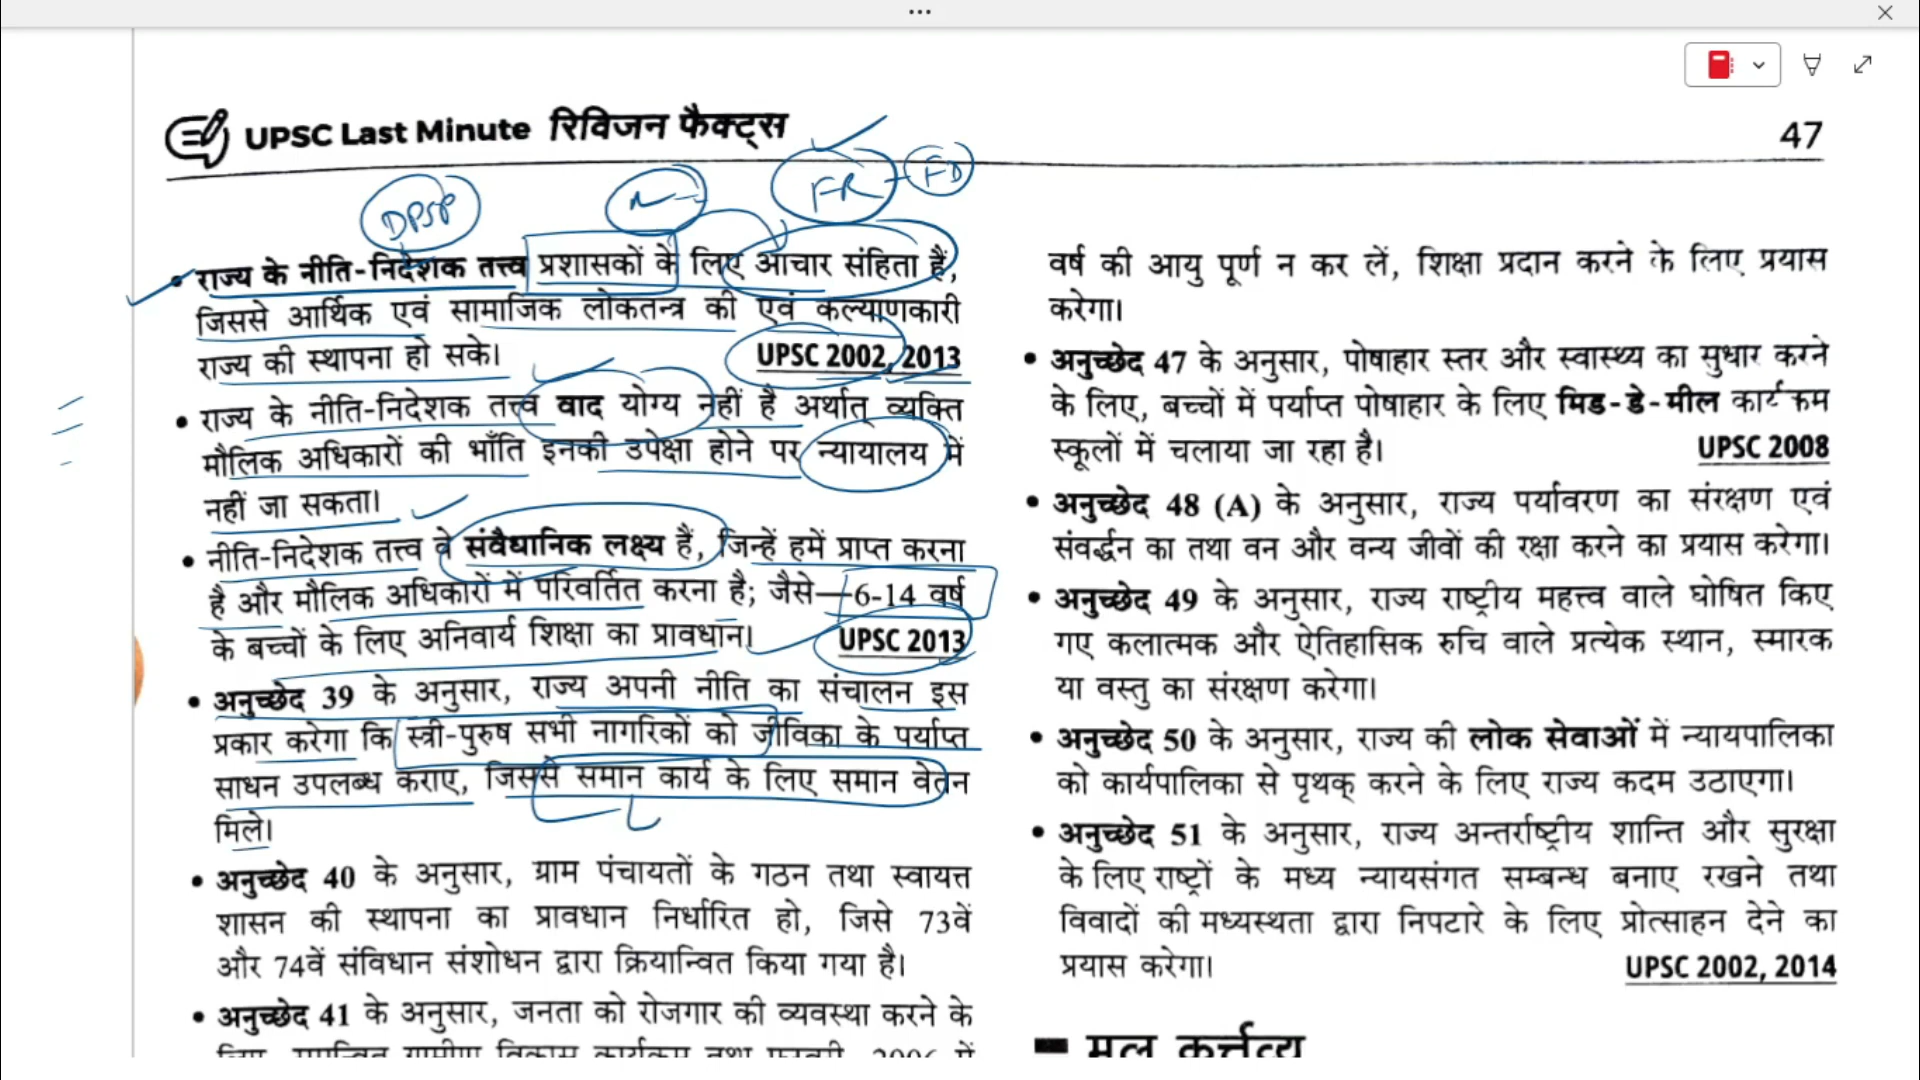 UPSC Last Minute रिविजन फैक्ट्स
47
DPSP
FR
FD
• राज्य के नीति-निर्देशक तत्त्व प्रशासकों के लिए आचार संहिता हैं,
जिससे आर्थिक एवं सामाजिक लोकतन्त्र की एवं कल्याणकारी
राज्य की स्थापना हो सके। UPSC 2002, 2013
• राज्य के नीति-निदेशक तत्त्व वाद योग्य नहीं है अर्थात् व्यक्ति
मौलिक अधिकारों की भाँति इनकी उपेक्षा होने पर न्यायालय में
नहीं जा सकता।
• नीति-निदेशक तत्त्व वे संवैधानिक लक्ष्य हैं, जिन्हें हमें प्राप्त करना
है और मौलिक अधिकारों में परिवर्तित करना है; जैसे—6-14 वर्ष
के बच्चों के लिए अनिवार्य शिक्षा का प्रावधान। UPSC 2013
• अनुच्छेद 39 के अनुसार, राज्य अपनी नीति का संचालन इस
प्रकार करेगा कि स्त्री-पुरुष सभी नागरिकों को जीविका के पर्याप्त
साधन उपलब्ध कराए, जिससे समान कार्य के लिए समान वेतन
मिले।
• अनुच्छेद 40 के अनुसार, ग्राम पंचायतों के गठन तथा स्वायत्त
शासन की स्थापना का प्रावधान निर्धारित हो, जिसे 73वें
और 74वें संविधान संशोधन द्वारा क्रियान्वित किया गया है।
• अनुच्छेद 41 के अनुसार, जनता को रोजगार की व्यवस्था करने के
वर्ष की आयु पूर्ण न कर लें, शिक्षा प्रदान करने के लिए प्रयास
करेगा।
• अनुच्छेद 47 के अनुसार, पोषाहार स्तर और स्वास्थ्य का सुधार करने
के लिए, बच्चों में पर्याप्त पोषाहार के लिए मिड-डे-मील कार्यक्रम
स्कूलों में चलाया जा रहा है। UPSC 2008
• अनुच्छेद 48 (A) के अनुसार, राज्य पर्यावरण का संरक्षण एवं
संवर्द्धन का तथा वन और वन्य जीवों की रक्षा करने का प्रयास करेगा।
• अनुच्छेद 49 के अनुसार, राज्य राष्ट्रीय महत्त्व वाले घोषित किए
गए कलात्मक और ऐतिहासिक रुचि वाले प्रत्येक स्थान, स्मारक
या वस्तु का संरक्षण करेगा।
• अनुच्छेद 50 के अनुसार, राज्य की लोक सेवाओं में न्यायपालिका
को कार्यपालिका से पृथक् करने के लिए राज्य कदम उठाएगा।
• अनुच्छेद 51 के अनुसार, राज्य अन्तर्राष्ट्रीय शान्ति और सुरक्षा
के लिए राष्ट्रों के मध्य न्यायसंगत सम्बन्ध बनाए रखने तथा
विवादों की मध्यस्थता द्वारा निपटारे के लिए प्रोत्साहन देने का
प्रयास करेगा। UPSC 2002, 2014
मूल कर्त्तव्य